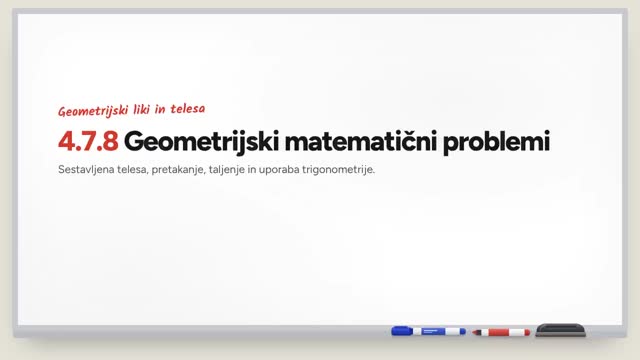 Geometrijski liki in telesa
4.7.8 Geometrijski matematični problemi
Sestavljena telesa, pretakanje, taljenje in uporaba trigonometrije.